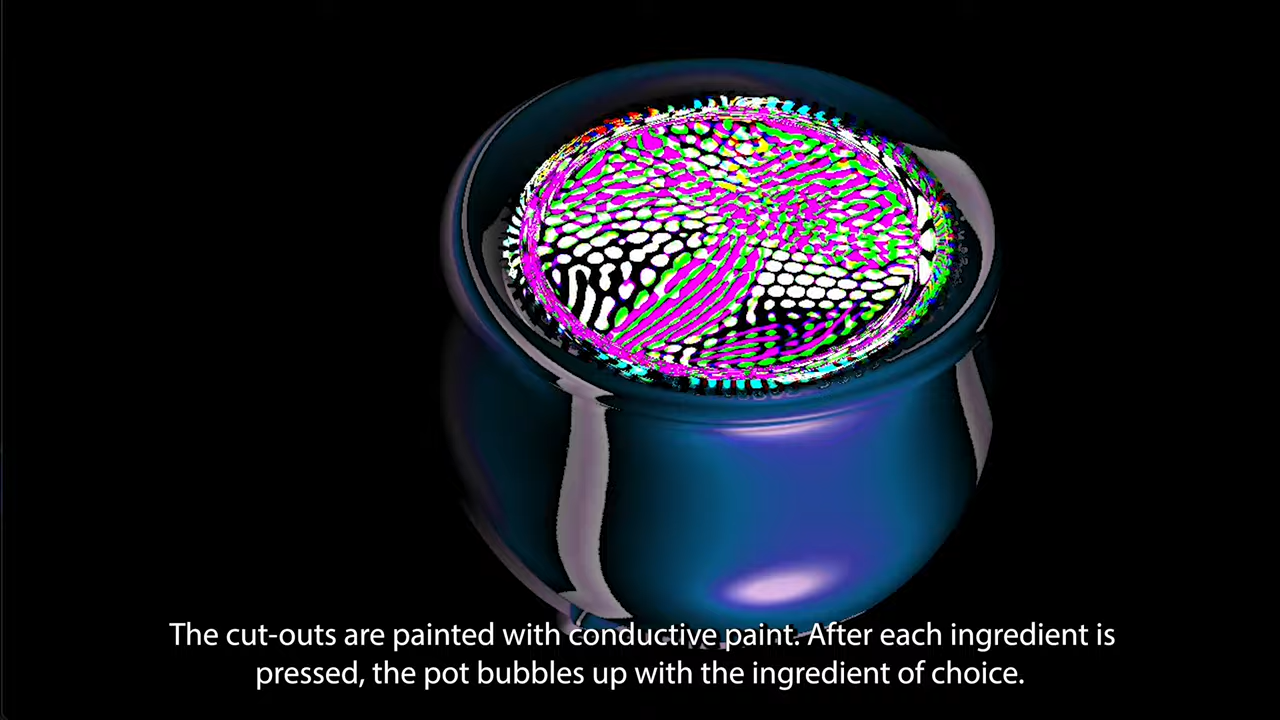 The cut-outs are painted with conductive paint. After each ingredient is
pressed, the pot bubbles up with the ingredient of choice.